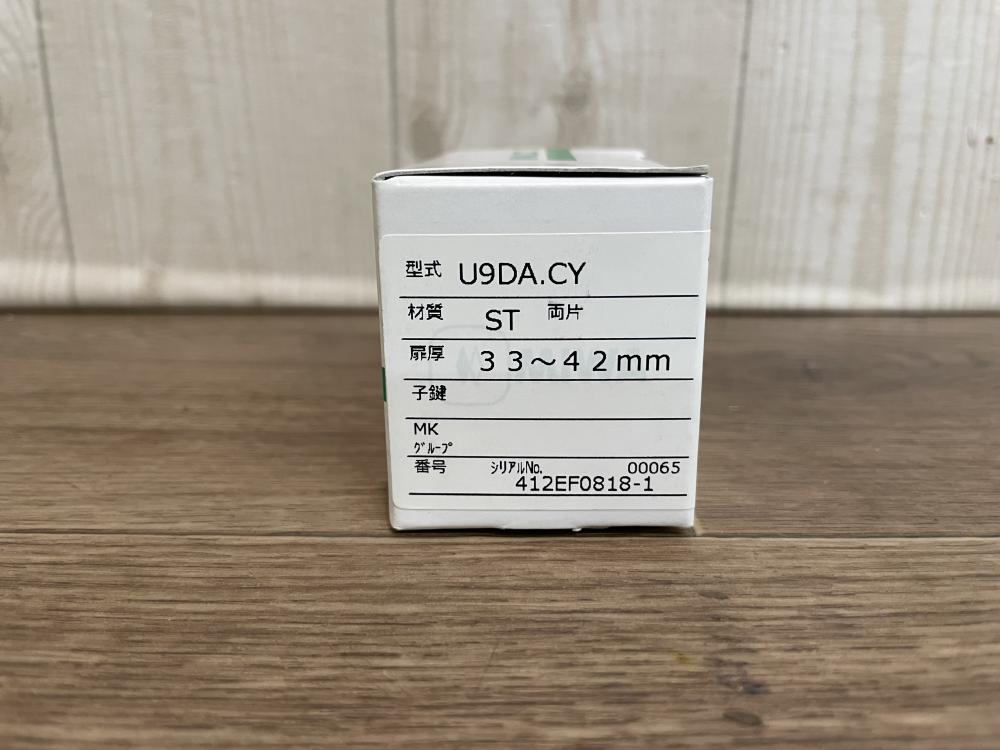 型式 U9DA.CY
材質 ST 両片
扉厚 33～42mm
子鍵
MK
グループ
番号 シリアルNo. 00065
412EF0818-1